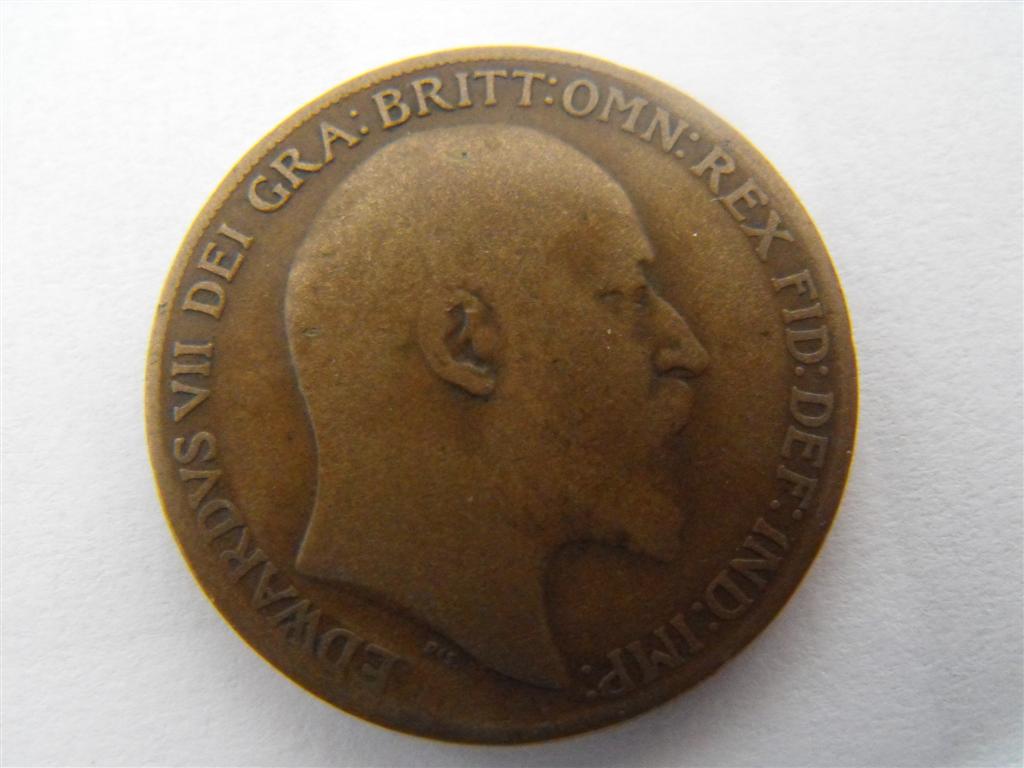 EDWARDVS VII DEI GRA: BRITT: OMN: REX FID: DEF: IND: IMP: